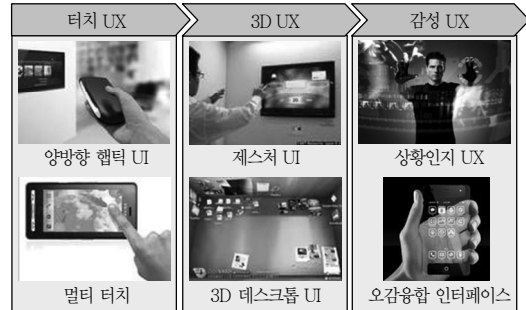 터치 UX
3D UX
감성 UX
양방향 햅틱 UI
제스처 UI
상황인지 UX
멀티 터치
3D 데스크톱 UI
오감융합 인터페이스